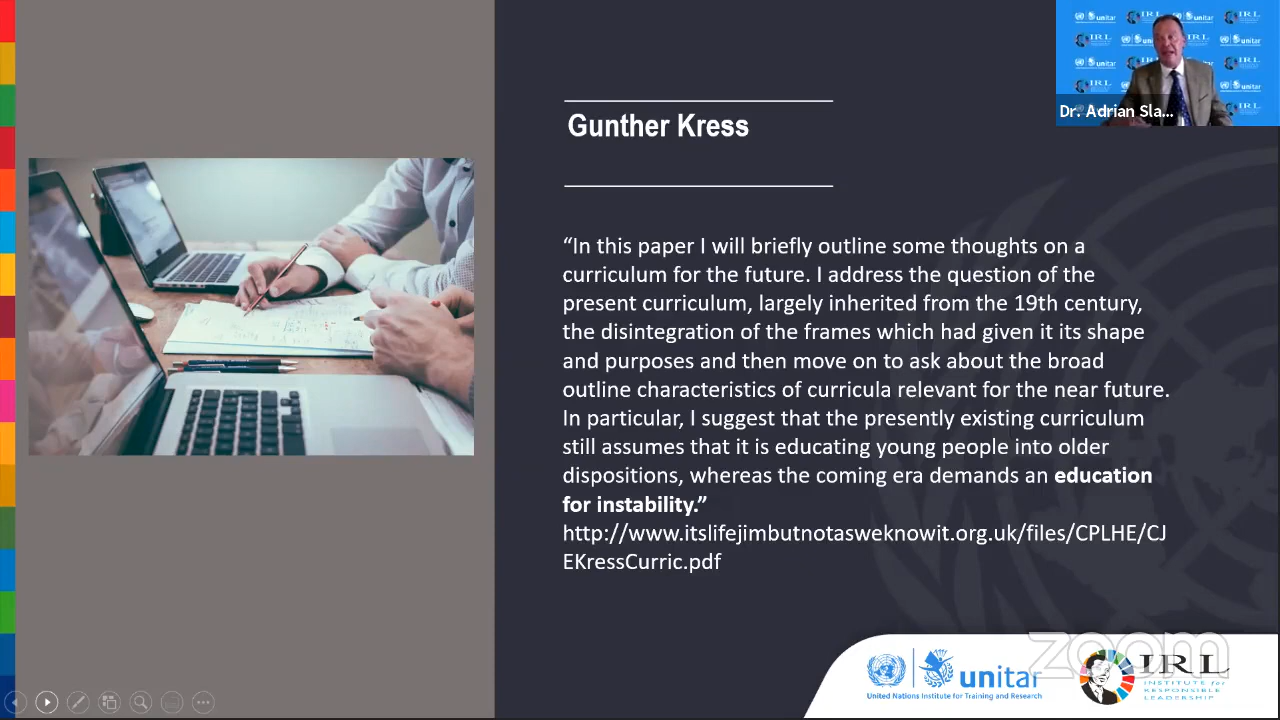 Gunther Kress
“In this paper I will briefly outline some thoughts on a
curriculum for the future. I address the question of the
present curriculum, largely inherited from the 19th century,
the disintegration of the frames which had given it its shape
and purposes and then move on to ask about the broad
outline characteristics of curricula relevant for the near future.
In particular, I suggest that the presently existing curriculum
still assumes that it is educating young people into older
dispositions, whereas the coming era demands an education
for instability.”
http://www.itslifejimbutnotasweknowit.org.uk/files/CPLHE/CJ
EKressCurric.pdf
Dr. Adrian Sla...
unitar
United Nations Institute for Training and Research
zoom
IRL
INSTITUTE for
RESPONSIBLE
LEADERSHIP